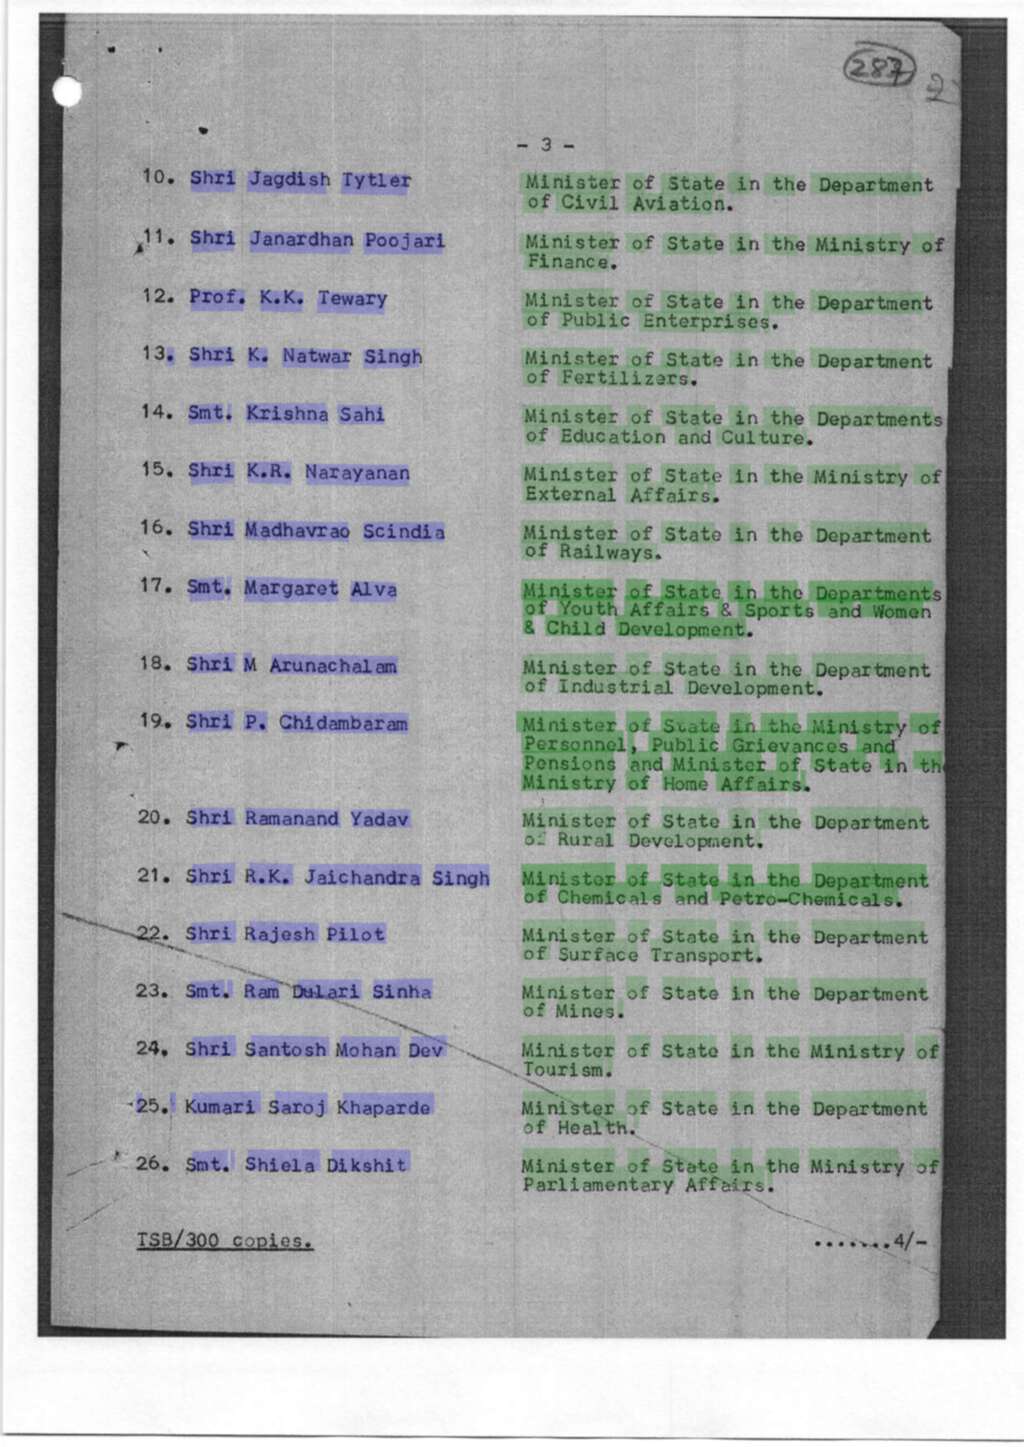 287
- 3 -
10. Shri Jagdish Tytler Minister of State in the Department
of Civil Aviation.
11. Shri Janardhan Poojari Minister of State in the Ministry of
Finance.
12. Prof. K.K. Tewary Minister of State in the Department
of Public Enterprises.
13. Shri K. Natwar Singh Minister of State in the Department
of Fertilizers.
14. Smt. Krishna Sahi Minister of State in the Departments
of Education and Culture.
15. Shri K.R. Narayanan Minister of State in the Ministry of
External Affairs.
16. Shri Madhavrao Scindia Minister of State in the Department
of Railways.
17. Smt. Margaret Alva Minister of State in the Departments
of Youth Affairs & Sports and Women
& Child Development.
18. Shri M Arunachalam Minister of State in the Department
of Industrial Development.
19. Shri P. Chidambaram Minister of State in the Ministry of
Personnel, Public Grievances and
Pensions and Minister of State in the
Ministry of Home Affairs.
20. Shri Ramanand Yadav Minister of State in the Department
of Rural Development.
21. Shri R.K. Jaichandra Singh Minister of State in the Department
of Chemicals and Petro-Chemicals.
22. Shri Rajesh Pilot Minister of State in the Department
of Surface Transport.
23. Smt. Ram Dulari Sinha Minister of State in the Department
of Mines.
24. Shri Santosh Mohan Dev Minister of State in the Ministry of
Tourism.
25. Kumari Saroj Khaparde Minister of State in the Department
of Health.
26. Smt. Shiela Dikshit Minister of State in the Ministry of
Parliamentary Affairs.
TSB/300 copies. .......4/-